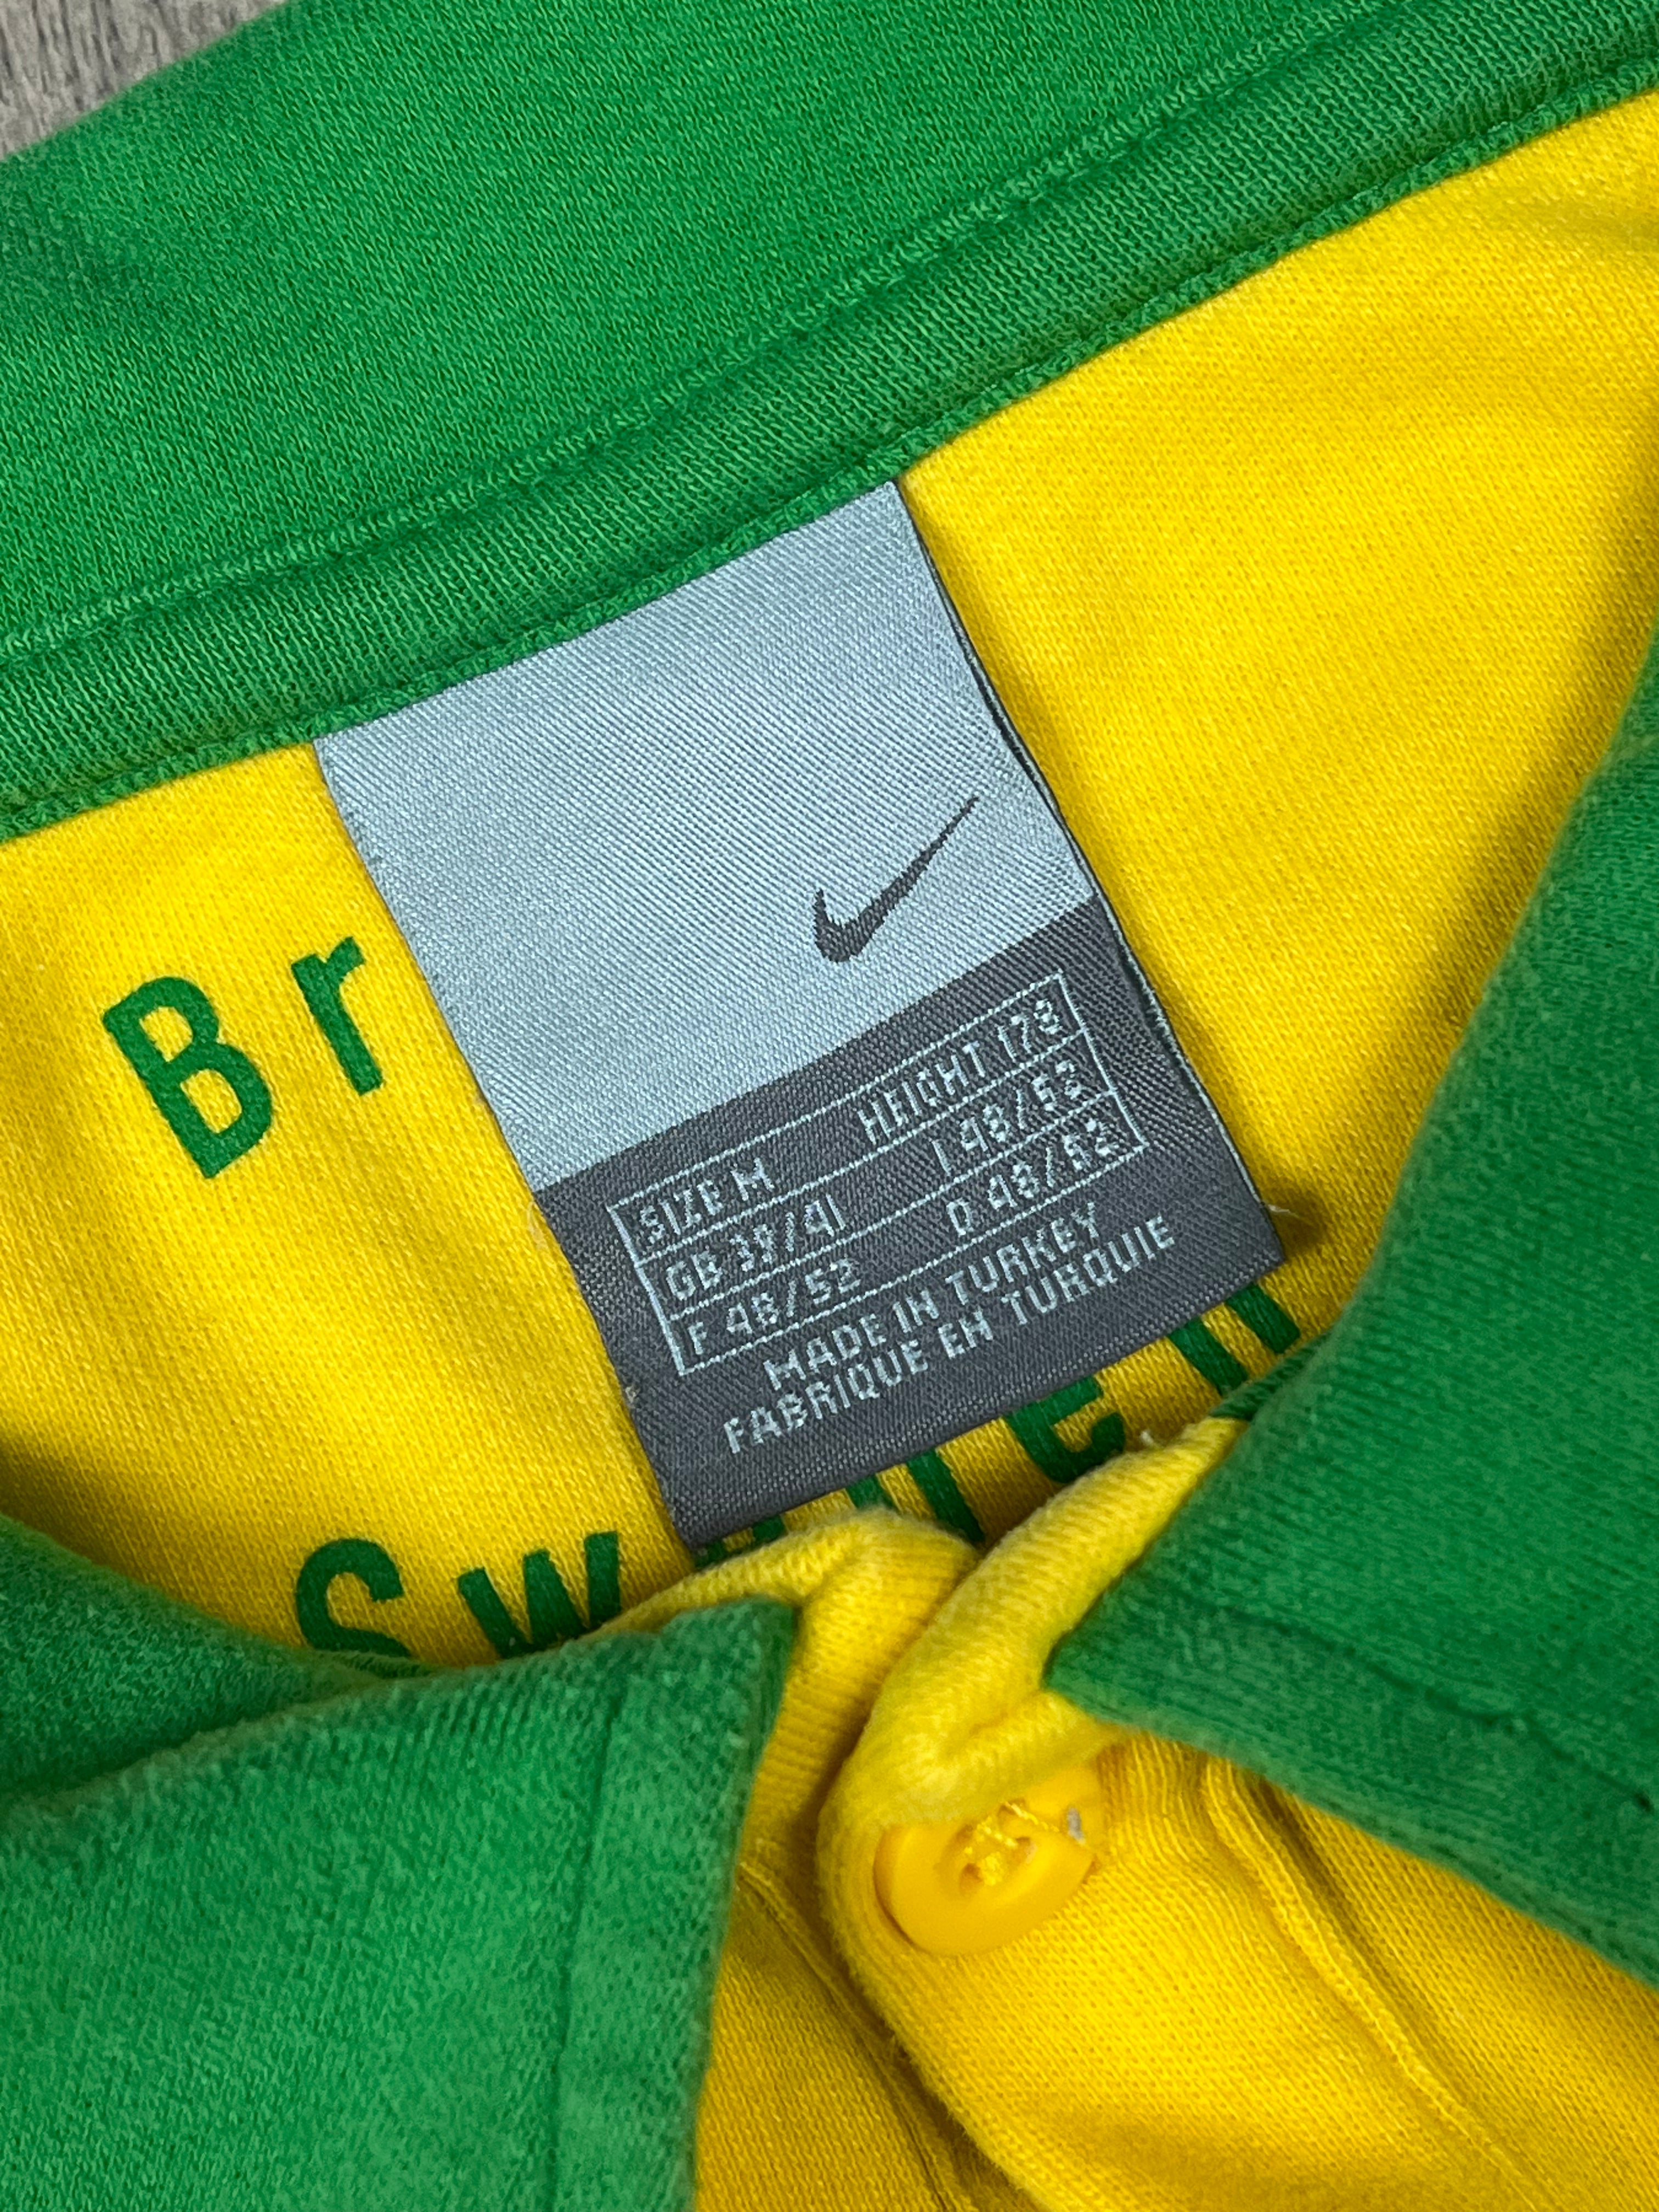 SIZE M HEIGHT 178
GB 39/41 I 48/52
F 48/52 D 48/52
MADE IN TURKEY
FABRIQUE EN TURQUIE
Br
Sw